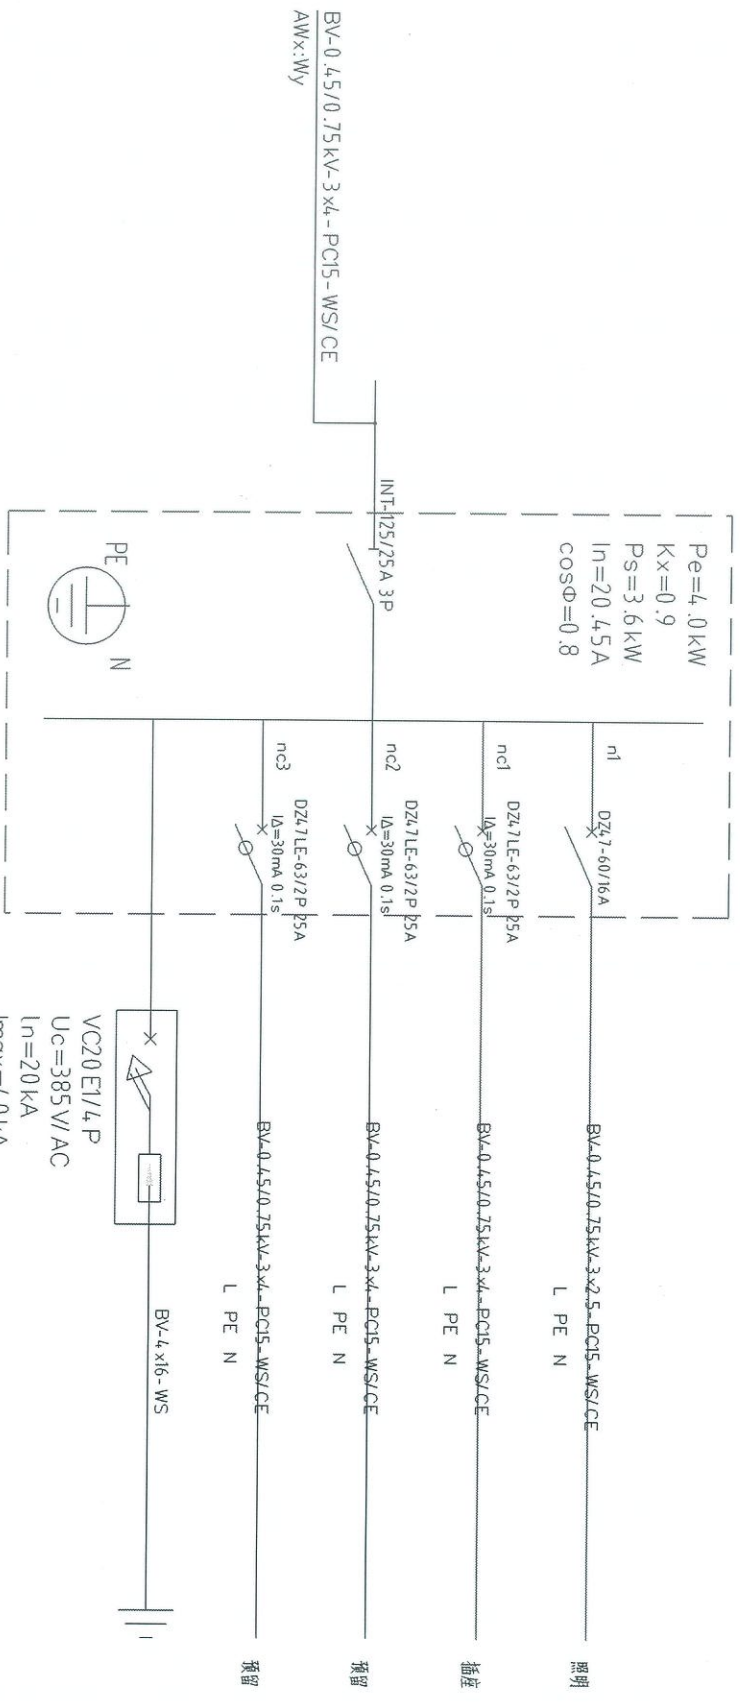 BV-0.45/0.75kV-3x4-PC15-WS/CE
AWx:Wy
Pe=4.0kW
Kx=0.9
Ps=3.6kW
In=20.45A
cosΦ=0.8
INT-125/25A 3P
PE
N
n1
DZ47-60/16A
BV-0.45/0.75kV-3x2.5-PC15-WS/CE
L PE N
照明
nc1
DZ47LE-63/2P 25A
IΔ=30mA 0.1s
BV-0.45/0.75kV-3x4-PC15-WS/CE
L PE N
插座
nc2
DZ47LE-63/2P 25A
IΔ=30mA 0.1s
BV-0.45/0.75kV-3x4-PC15-WS/CE
L PE N
预留
nc3
DZ47LE-63/2P 25A
IΔ=30mA 0.1s
BV-0.45/0.75kV-3x4-PC15-WS/CE
L PE N
预留
BV-4x16-WS
VC20E1/4P
Uc=385V/AC
In=20kA